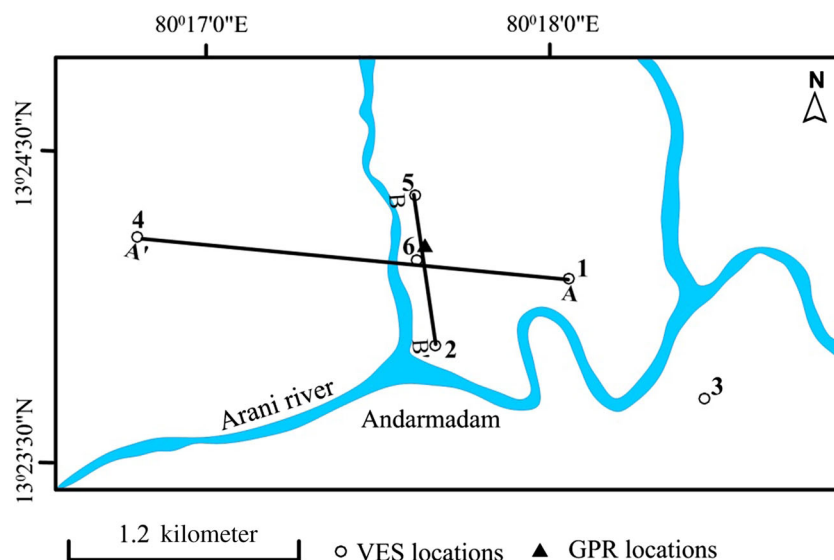 80⁰17'0"E
80⁰18'0"E
N
13⁰24'30"N
5
B
4
A'
6
1
A
B'
2
3
Arani river
Andarmadam
13⁰23'30"N
1.2 kilometer
VES locations
GPR locations